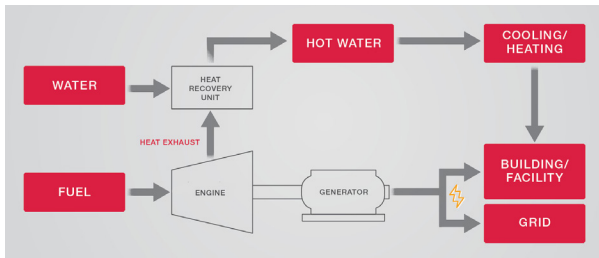 HOT WATER
COOLING/
HEATING
WATER
HEAT
RECOVERY
UNIT
HEAT EXHAUST
FUEL
ENGINE
GENERATOR
BUILDING/
FACILITY
GRID